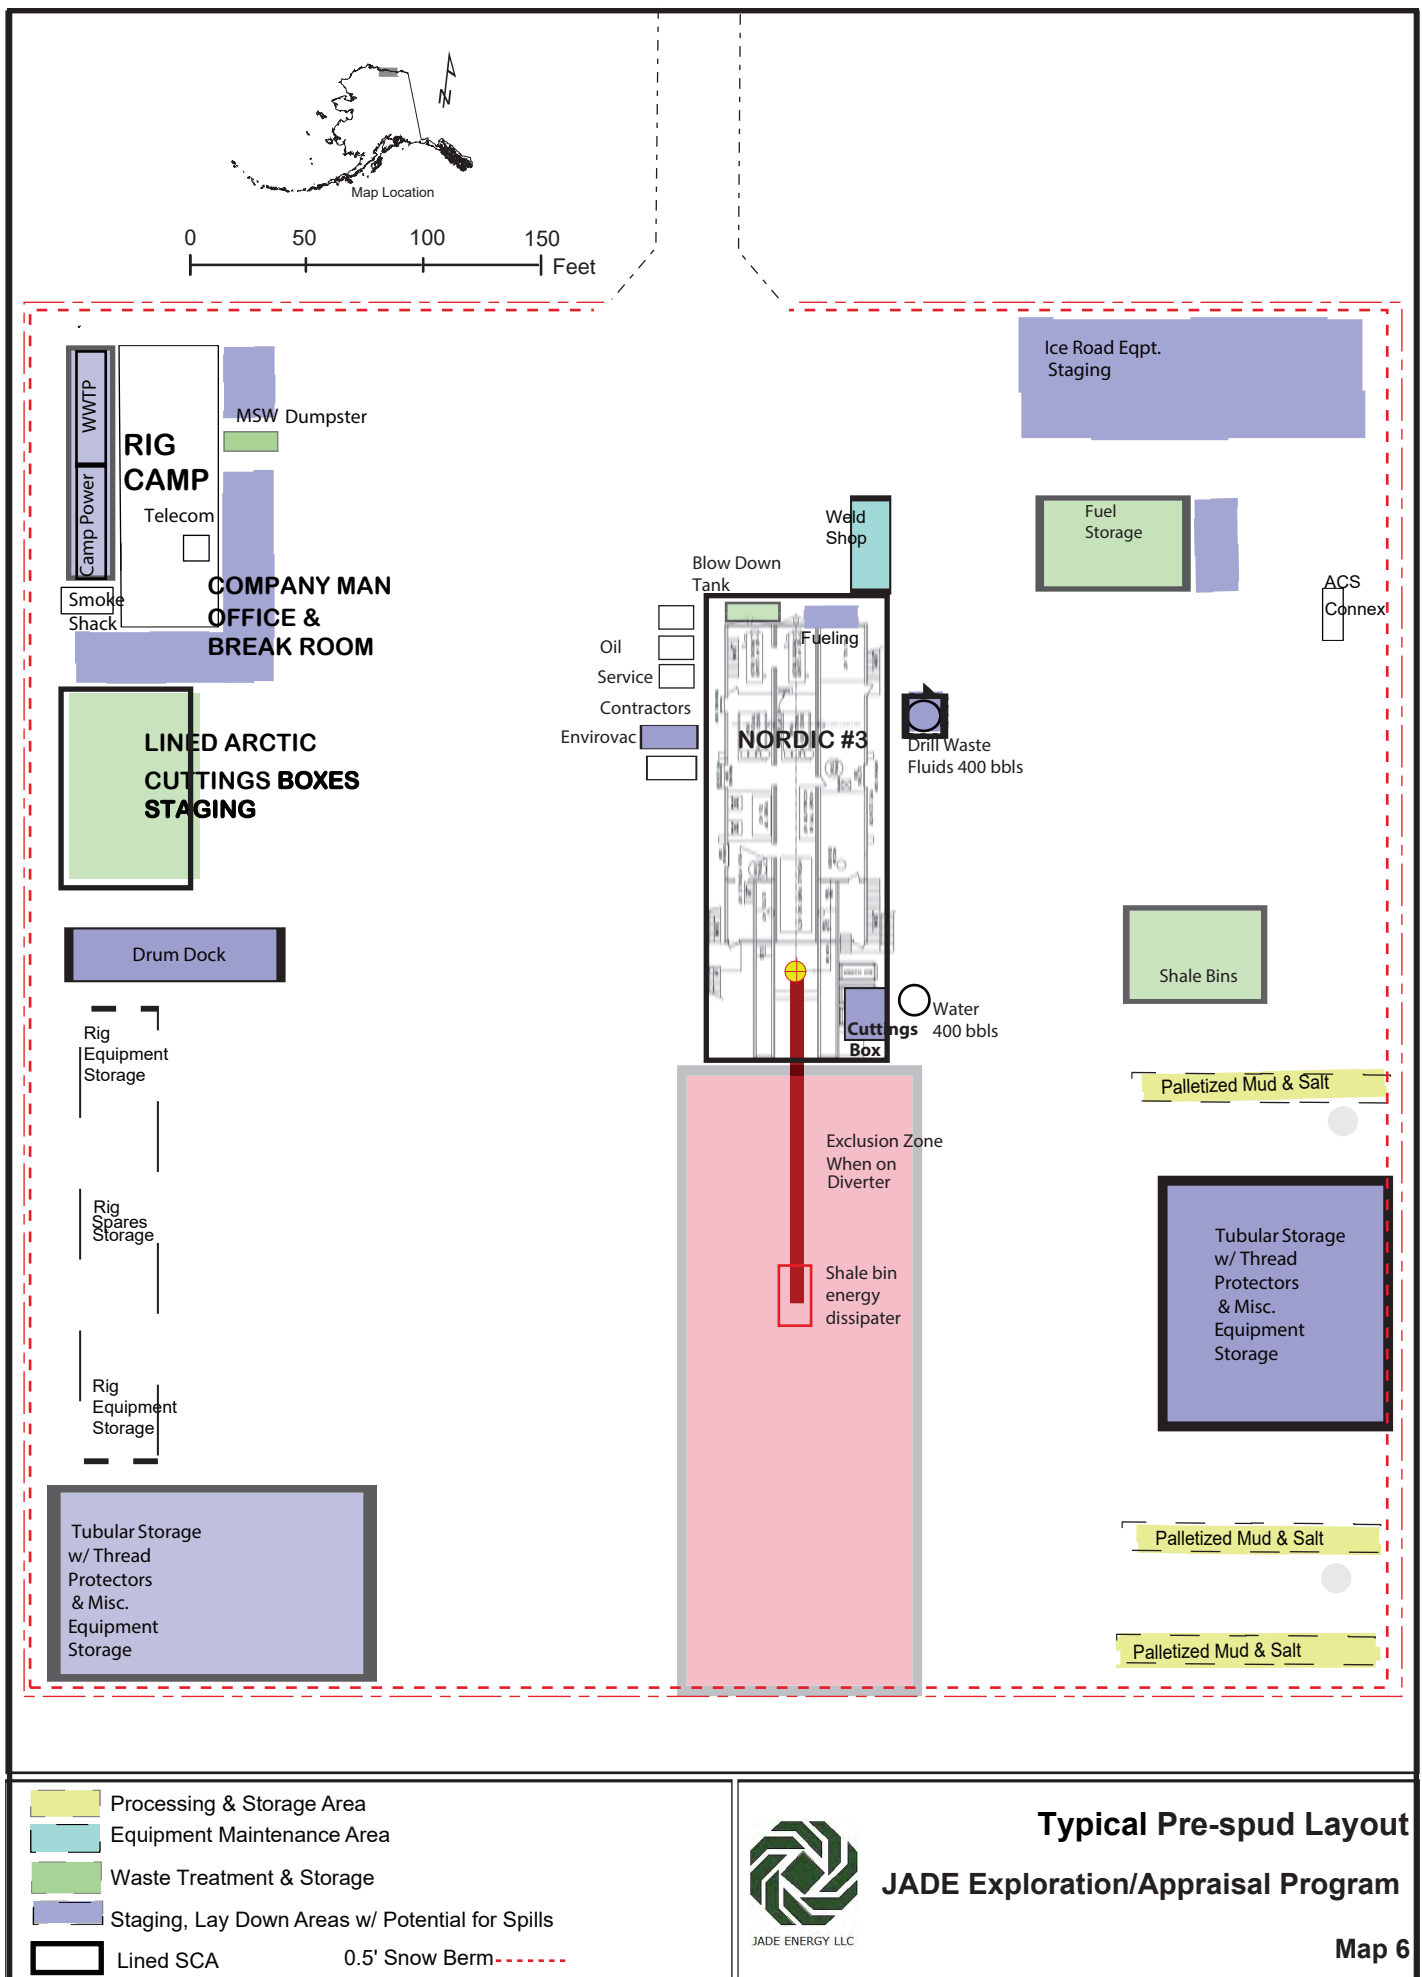 N
Map Location
0 50 100 150
Feet
Ice Road Eqpt.
Staging
WWTP
MSW Dumpster
RIG
CAMP
Camp Power
Telecom
Smoke
Shack
COMPANY MAN
OFFICE &
BREAK ROOM
Weld
Shop
Blow Down
Tank
Fueling
Fuel
Storage
ACS
Connex
Oil
Service
Contractors
Envirovac
NORDIC #3
Drill Waste
Fluids 400 bbls
LINED ARCTIC
CUTTINGS BOXES
STAGING
Drum Dock
Shale Bins
Water
400 bbls
Cuttings
Box
Rig
Equipment
Storage
Palletized Mud & Salt
Exclusion Zone
When on
Diverter
Rig
Spares
Storage
Tubular Storage
w/ Thread
Protectors
& Misc.
Equipment
Storage
Shale bin
energy
dissipater
Rig
Equipment
Storage
Tubular Storage
w/ Thread
Protectors
& Misc.
Equipment
Storage
Palletized Mud & Salt
Palletized Mud & Salt
Processing & Storage Area
Equipment Maintenance Area
Waste Treatment & Storage
Staging, Lay Down Areas w/ Potential for Spills
Lined SCA
0.5' Snow Berm
JADE ENERGY LLC
Typical Pre-spud Layout
JADE Exploration/Appraisal Program
Map 6